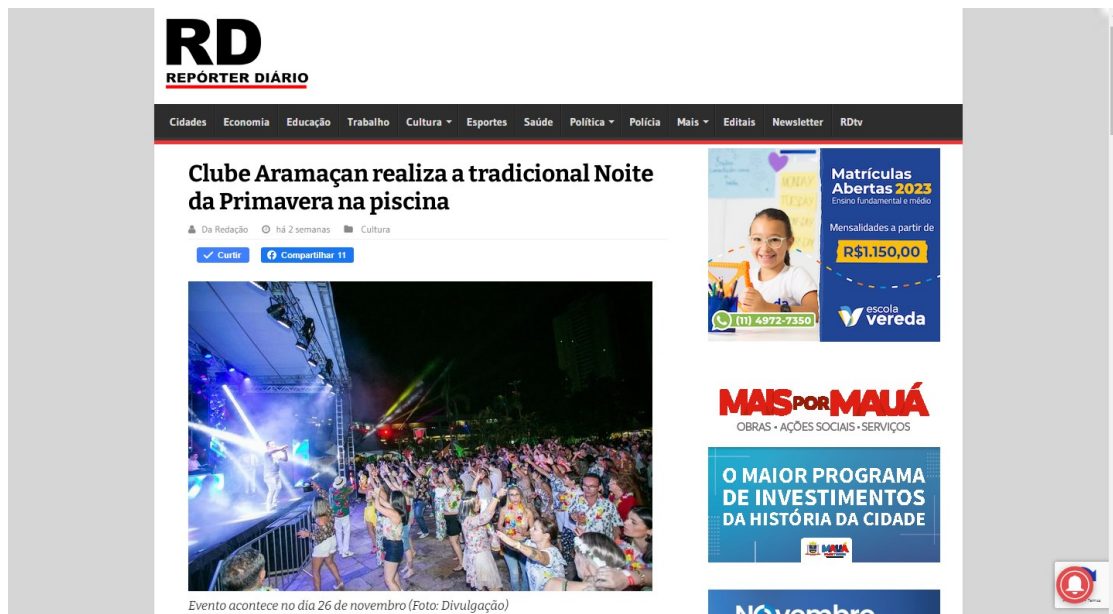 RD
REPÓRTER DIÁRIO
Cidades Economia Educação Trabalho Cultura Esportes Saúde Política Polícia Mais Editais Newsletter RDtv
Clube Aramaçan realiza a tradicional Noite
da Primavera na piscina
Da Redação há 2 semanas Cultura
Curtir Compartilhar 11
Evento acontece no dia 26 de novembro (Foto: Divulgação)
MONDAY
Matrículas
Abertas 2023
Ensino fundamental e médio
Mensalidades a partir de
R$1.150,00
(11) 4972-7350
escola
vereda
MAIS POR MAUÁ
OBRAS • AÇÕES SOCIAIS • SERVIÇOS
O MAIOR PROGRAMA
DE INVESTIMENTOS
DA HISTÓRIA DA CIDADE
MAUÁ
Novembro